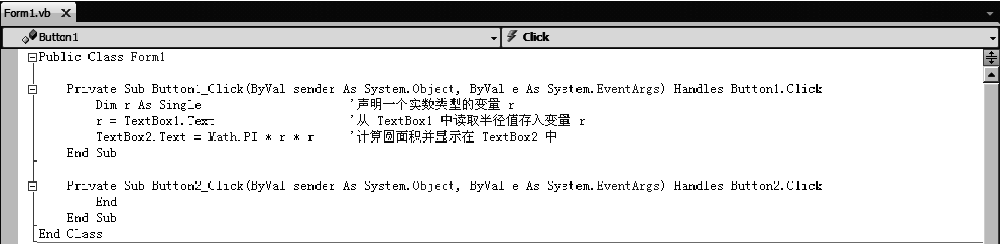 Form1.vb X
Button1 Click
Public Class Form1
Private Sub Button1_Click(ByVal sender As System.Object, ByVal e As System.EventArgs) Handles Button1.Click
Dim r As Single '声明一个实数类型的变量 r
r = TextBox1.Text '从 TextBox1 中读取半径值存入变量 r
TextBox2.Text = Math.PI * r * r '计算圆面积并显示在 TextBox2 中
End Sub
Private Sub Button2_Click(ByVal sender As System.Object, ByVal e As System.EventArgs) Handles Button2.Click
End
End Sub
End Class